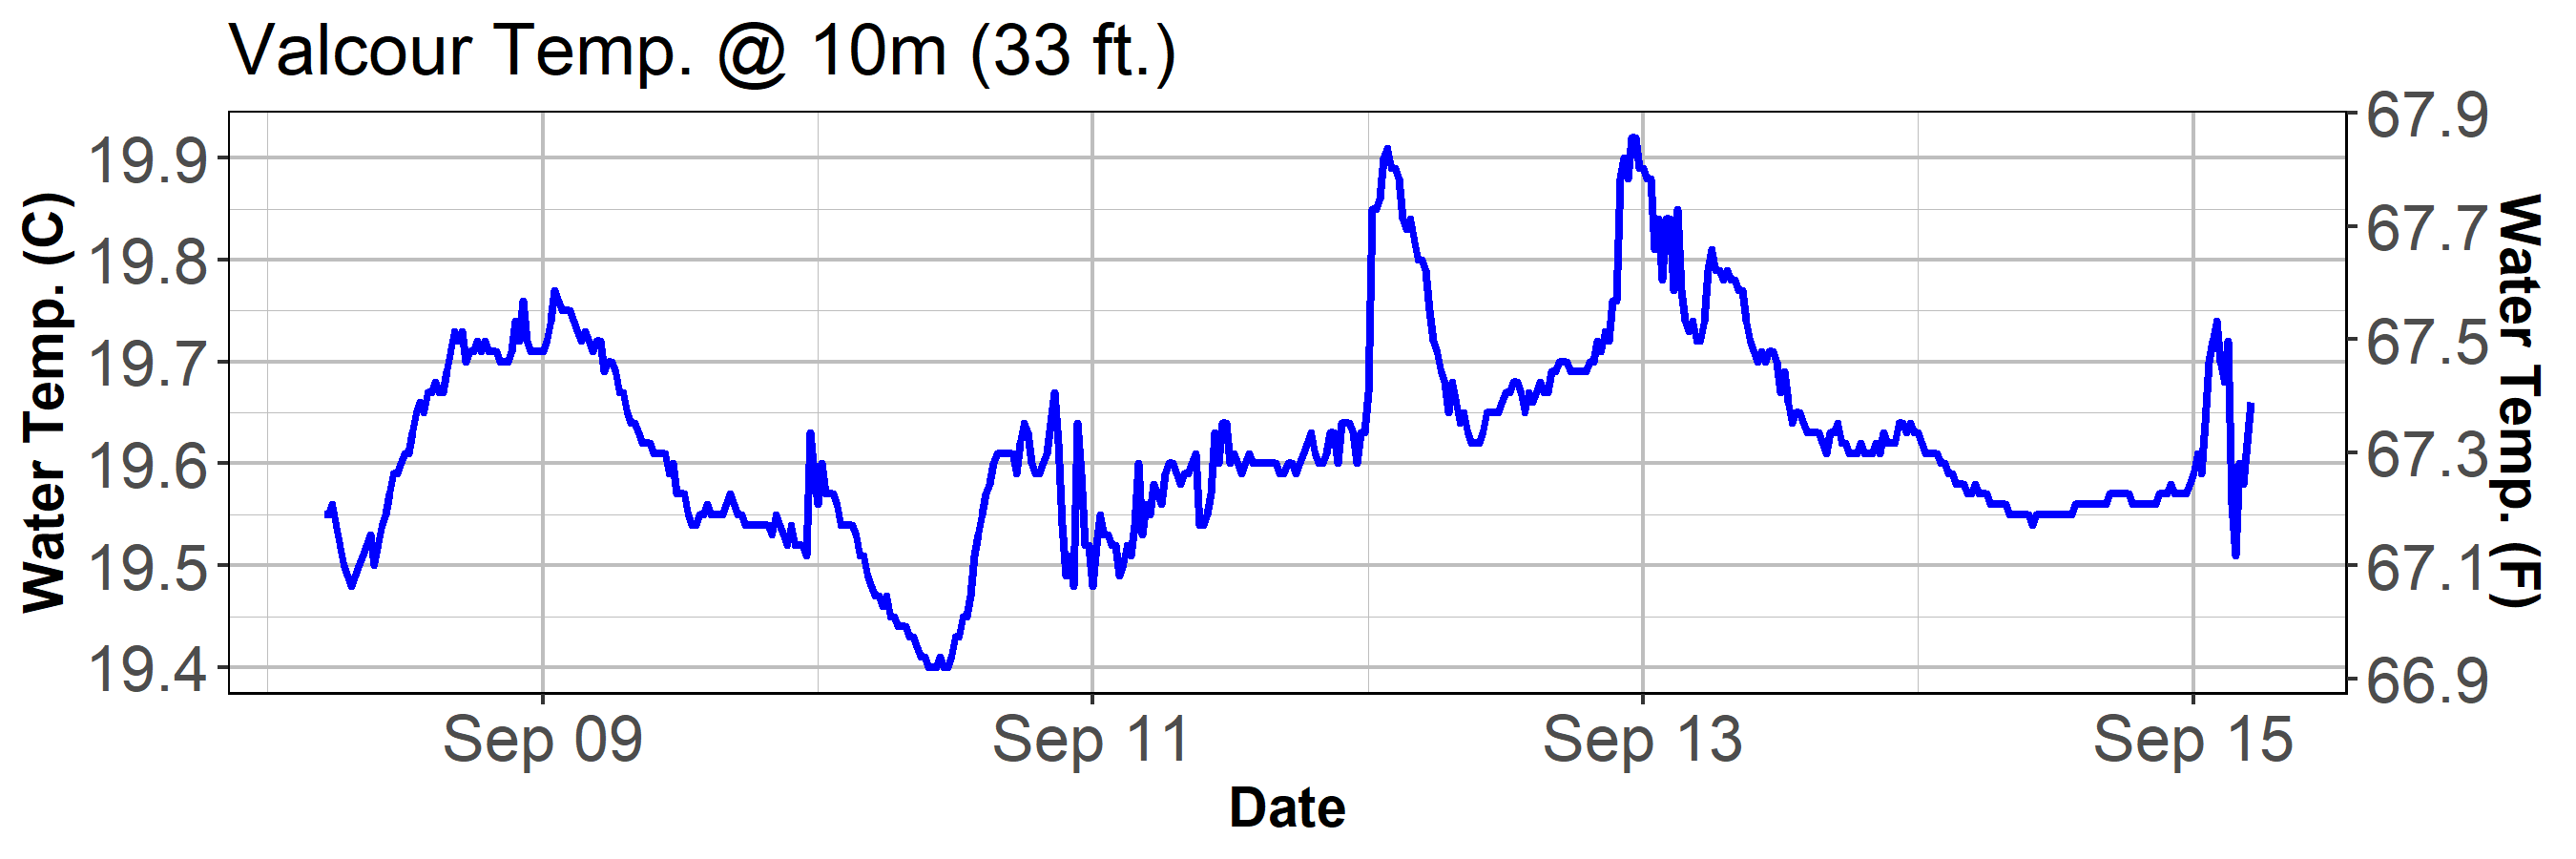 Valcour Temp. @ 10m (33 ft.)
Water Temp. (C)
19.9
19.8
19.7
19.6
19.5
19.4
67.9
67.7
67.5
67.3
67.1
66.9
Water Temp. (F)
Sep 09 Sep 11 Sep 13 Sep 15
Date